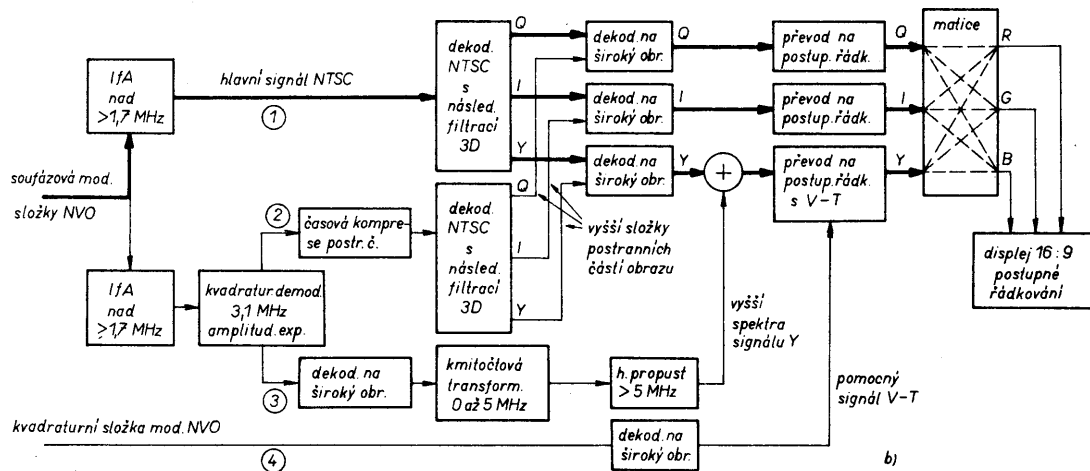 IfA
nad
>1,7 MHz
hlavní signál NTSC
1
soufázová mod.
složky NVO
IfA
nad
>1,7 MHz
kvadratur. demod.
3,1 MHz
amplitud. exp.
2
časová kompre-
se postr. č.
3
dekod. na
široký obr.
kvadraturní složka mod. NVO
4
dekod.
NTSC
s
násled.
filtrací
3D
Q
I
Y
dekod.
NTSC
s
násled.
filtrací
3D
Q
I
Y
kmitočtová
transform.
0 až 5 MHz
h. propust
> 5 MHz
dekod. na
široký obr.
dekod. na
široký obr.
dekod. na
široký obr.
dekod. na
široký obr.
vyšší složky
postranních
částí obrazu
Q
I
Y
+
vyšší
spektra
signálu Y
převod na
postup. řádk.
převod na
postup. řádk.
převod na
postup. řádk.
s V-T
pomocný
signál V-T
Q
I
Y
matice
R
G
B
displej 16:9
postupné
řádkování
b)